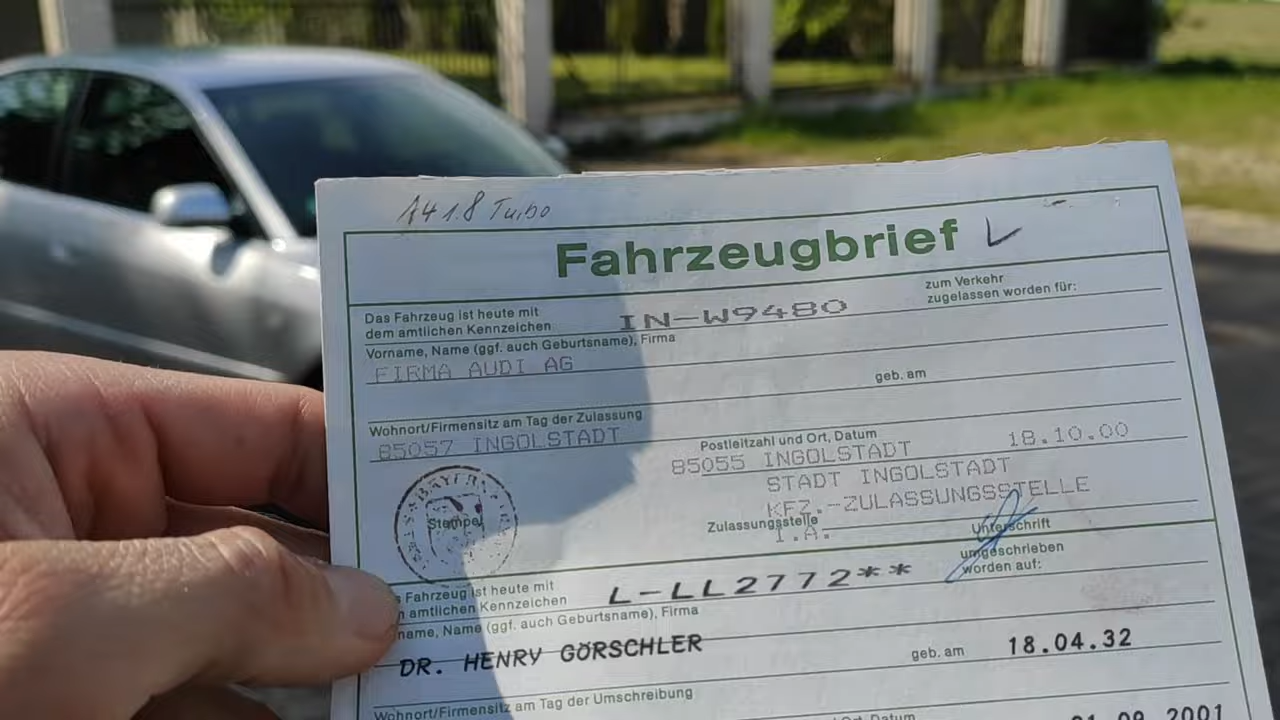 A4 1.8 Turbo
Fahrzeugbrief
Das Fahrzeug ist heute mit
dem amtlichen Kennzeichen
IN-W9480
zum Verkehr
zugelassen worden für:
Vorname, Name (ggf. auch Geburtsname), Firma
FIRMA AUDI AG
geb. am
Wohnort/Firmensitz am Tag der Zulassung
85057 INGOLSTADT
Postleitzahl und Ort, Datum
85055 INGOLSTADT
18.10.00
STADT INGOLSTADT
KFZ.-ZULASSUNGSSTELLE
Stempel
Zulassungsstelle
I.A.
Unterschrift
Fahrzeug ist heute mit
amtlichen Kennzeichen
L-LL2772**
umgeschrieben
worden auf:
name, Name (ggf. auch Geburtsname), Firma
DR. HENRY GÖRSCHLER
geb. am
18.04.32
Wohnort/Firmensitz am Tag der Umschreibung
Ort, Datum
09 2001